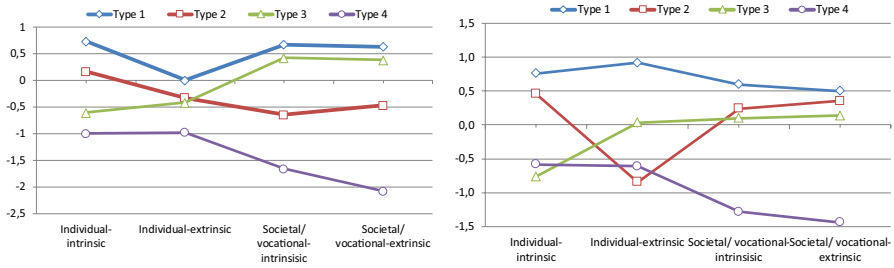 Type 1 Type 2 Type 3 Type 4
1
0,5
0
-0,5
-1
-1,5
-2
-2,5
Individual-
intrinsic
Individual-extrinsic
Societal/
vocational-
intrinsisic
Societal/
vocational-extrinsic
Type 1 Type 2 Type 3 Type 4
1,5
1,0
0,5
0,0
-0,5
-1,0
-1,5
Individual-
intrinsic
Individual-extrinsic
Societal/ vocational-
intrinsisic
Societal/ vocational-
extrinsic